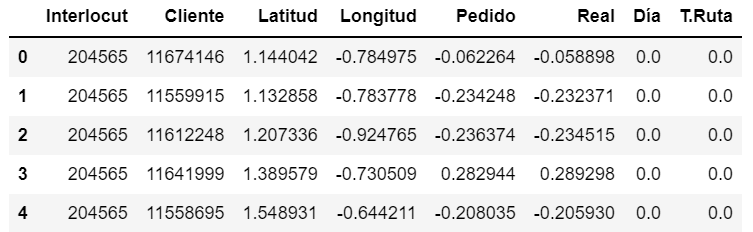 Interlocut Cliente Latitud Longitud Pedido Real Día T.Ruta
0 204565 11674146 1.144042 -0.784975 -0.062264 -0.058898 0.0 0.0
1 204565 11559915 1.132858 -0.783778 -0.234248 -0.232371 0.0 0.0
2 204565 11612248 1.207336 -0.924765 -0.236374 -0.234515 0.0 0.0
3 204565 11641999 1.389579 -0.730509 0.282944 0.289298 0.0 0.0
4 204565 11558695 1.548931 -0.644211 -0.208035 -0.205930 0.0 0.0